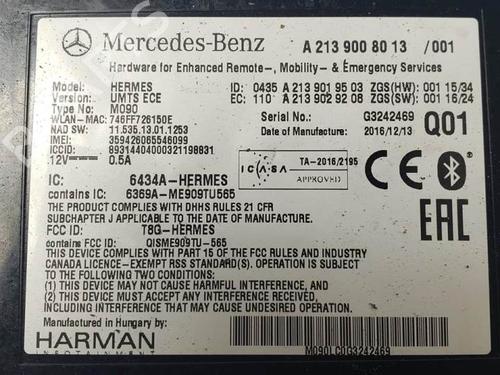 Mercedes-Benz A 213 900 80 13 /001
Hardware for Enhanced Remote-, Mobility- & Emergency Services
Model: HERMES ID: 0435 A 213 901 95 03 ZGS(HW): 001 15/34
Version: UMTS ECE EC: 110 A 213 902 92 08 ZGS(SW): 001 16/24
Type No: M090
WLAN-MAC: 746FF726150E Serial No: G3242469
NAD SW: 11.535.13.01.1253 Date of Manufacture: 2016/12/13 Q01
IMEI: 359426065546099
ICCID: 89314404000321198831
12V 0.5A
ICASA TA-2016/2195
APPROVED
CE
IC: 6434A-HERMES
contains IC: 6369A-ME909TU565
THE PRODUCT COMPLIES WITH DHHS RULES 21 CFR
SUBCHAPTER J APPLICABLE AT DATE OF MANUFACTURE.
FCC ID: T8G-HERMES
contains FCC ID: QISME909TU-565
EAC
THIS DEVICE COMPLIES WITH PART 15 OF THE FCC RULES AND INDUSTRY
CANADA LICENCE-EXEMPT RSS STANDARD(S). OPERATION IS SUBJECT TO
THE FOLLOWING TWO CONDITIONS:
(1) THIS DEVICE MAY NOT CAUSE HARMFUL INTERFERENCE, AND
(2) THIS DEVICE MUST ACCEPT ANY INTERFERENCE RECEIVED, INCLUDING
INTERFERENCE THAT MAY CAUSE UNDESIRED OPERATION.
Manufactured in Hungary by
HARMAN
INFOTAINMENT
M090LC0G3242469